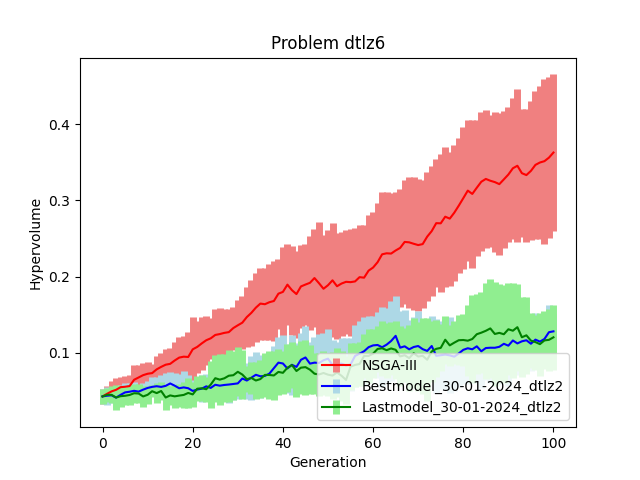 Problem dtlz6
Hypervolume
0.4
0.3
0.2
0.1
NSGA-III
Bestmodel_30-01-2024_dtlz2
Lastmodel_30-01-2024_dtlz2
0 20 40 60 80 100
Generation